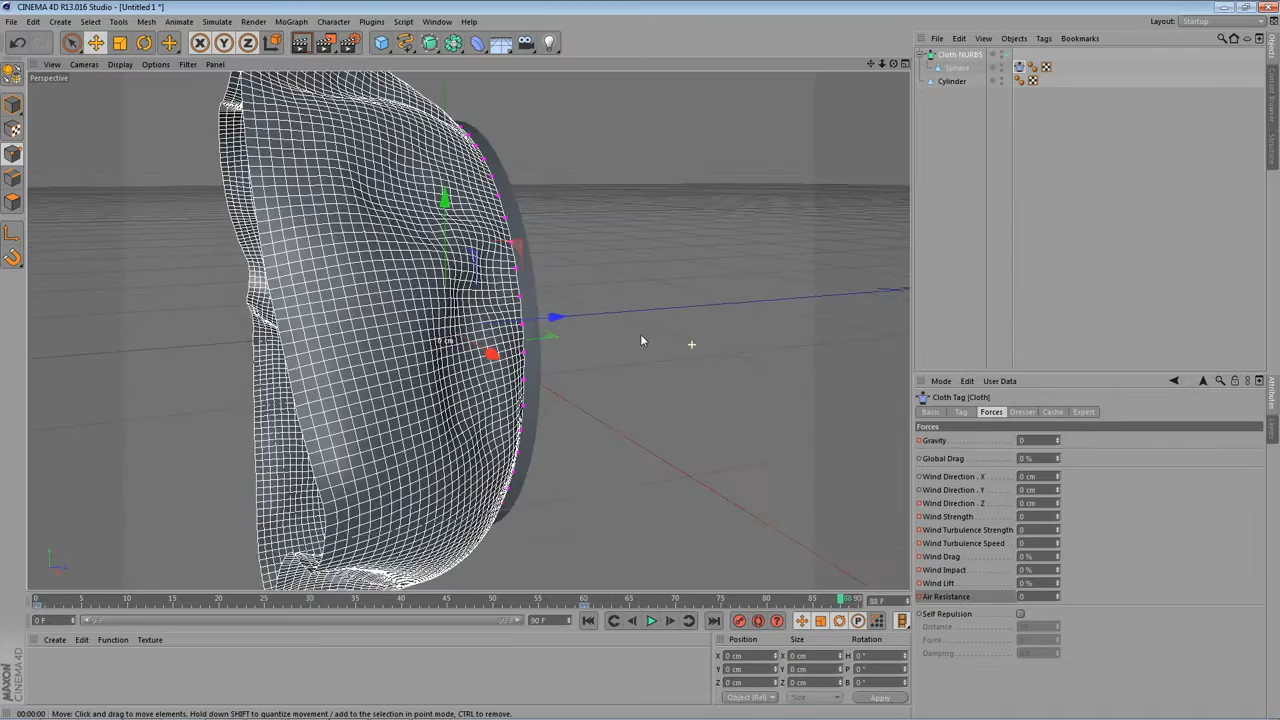 CINEMA 4D R13.016 Studio - [Untitled 1 *]
File Edit Create Select Tools Mesh Animate Simulate Render MoGraph Character Plugins Script Window Help
Layout: Startup
File Edit View Objects Tags Bookmarks
Cloth NURBS
Sphere
Cylinder
View Cameras Display Options Filter Panel
Perspective
0 cm
Objects
Content Browser
Structure
Attributes
Layers
Mode Edit User Data
Cloth Tag [Cloth]
Basic Tag Forces Dresser Cache Expert
Forces
Gravity 0
Global Drag 0 %
Wind Direction . X 0 cm
Wind Direction . Y 0 cm
Wind Direction . Z 0 cm
Wind Strength 0
Wind Turbulence Strength 0
Wind Turbulence Speed 0
Wind Drag 0 %
Wind Impact 0 %
Wind Lift 0 %
Air Resistance 0
Self Repulsion
Distance
Force
Damping
0 5 10 15 20 25 30 35 40 45 50 55 60 65 70 75 80 88 90
88 F
0 F 90 F
Create Edit Function Texture
Position Size Rotation
X 0 cm X 0 cm H 0 °
Y 0 cm Y 0 cm P 0 °
Z 0 cm Z 0 cm B 0 °
Object (Rel) Size Apply
MAXON CINEMA 4D
00:00:00 Move: Click and drag to move elements. Hold down SHIFT to quantize movement / add to the selection in point mode, CTRL to remove.